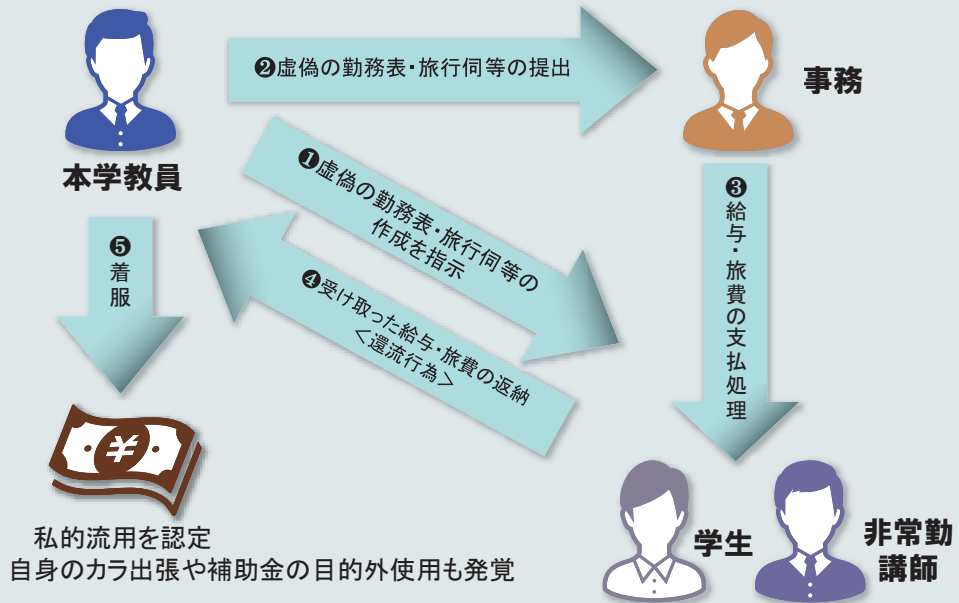 本学教員
❷虚偽の勤務表・旅行伺等の提出
事務
❶虚偽の勤務表・旅行伺等の
作成を指示
❸給与・旅費の支払処理
❹受け取った給与・旅費の返納
＜還流行為＞
❺着服
¥
私的流用を認定
自身のカラ出張や補助金の目的外使用も発覚
学生
非常勤
講師